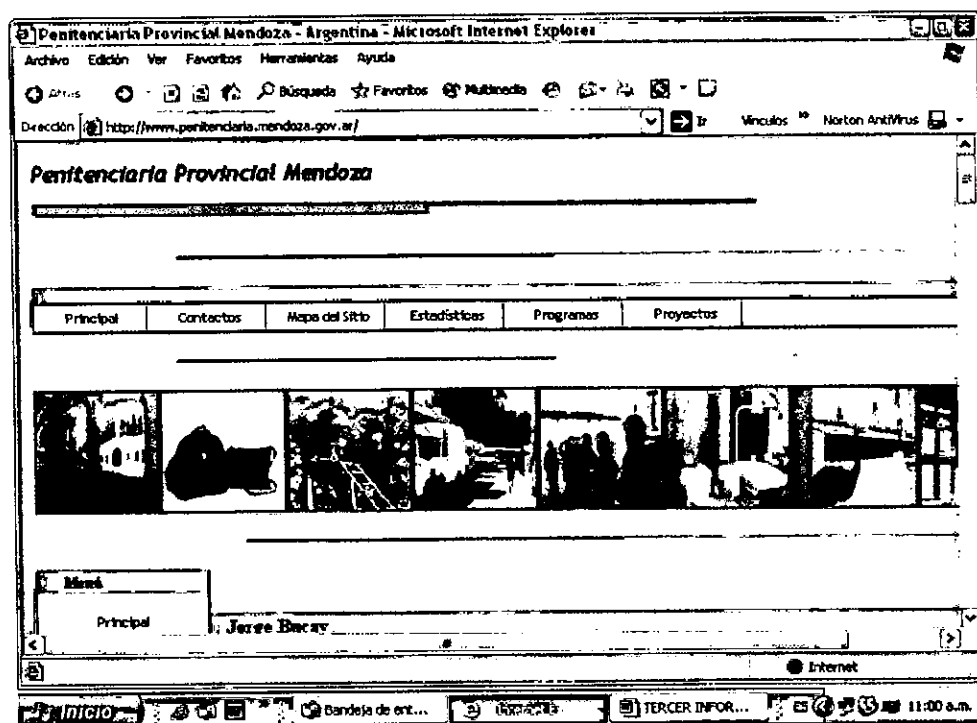 Penitenciaria Provincial Mendoza - Argentina - Microsoft Internet Explorer
Archivo Edición Ver Favoritos Herramientas Ayuda
Atrás Búsqueda Favoritos Multimedia
Dirección http://www.penitenciaria.mendoza.gov.ar/ Ir Vínculos » Norton AntiVirus
Penitenciaria Provincial Mendoza
Principal Contactos Mapa del Sitio Estadísticas Programas Proyectos
Menú
Principal
Jorge Bucay
Internet
Inicio » Bandeja de ent... TERCER INFOR... ES 11:00 a.m.